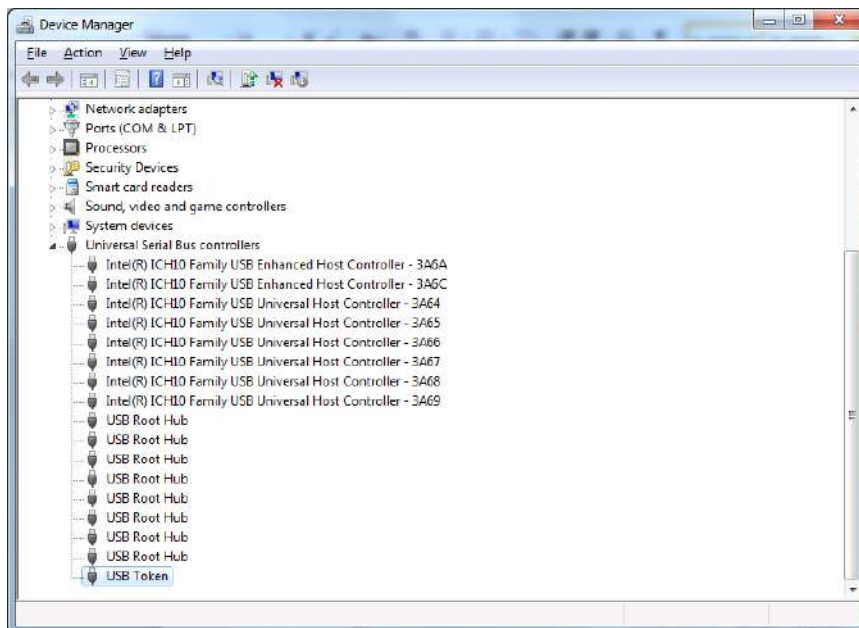 Device Manager
File Action View Help
Network adapters
Ports (COM & LPT)
Processors
Security Devices
Smart card readers
Sound, video and game controllers
System devices
Universal Serial Bus controllers
Intel(R) ICH10 Family USB Enhanced Host Controller - 3A6A
Intel(R) ICH10 Family USB Enhanced Host Controller - 3A6C
Intel(R) ICH10 Family USB Universal Host Controller - 3A64
Intel(R) ICH10 Family USB Universal Host Controller - 3A65
Intel(R) ICH10 Family USB Universal Host Controller - 3A66
Intel(R) ICH10 Family USB Universal Host Controller - 3A67
Intel(R) ICH10 Family USB Universal Host Controller - 3A68
Intel(R) ICH10 Family USB Universal Host Controller - 3A69
USB Root Hub
USB Root Hub
USB Root Hub
USB Root Hub
USB Root Hub
USB Root Hub
USB Root Hub
USB Root Hub
USB Token